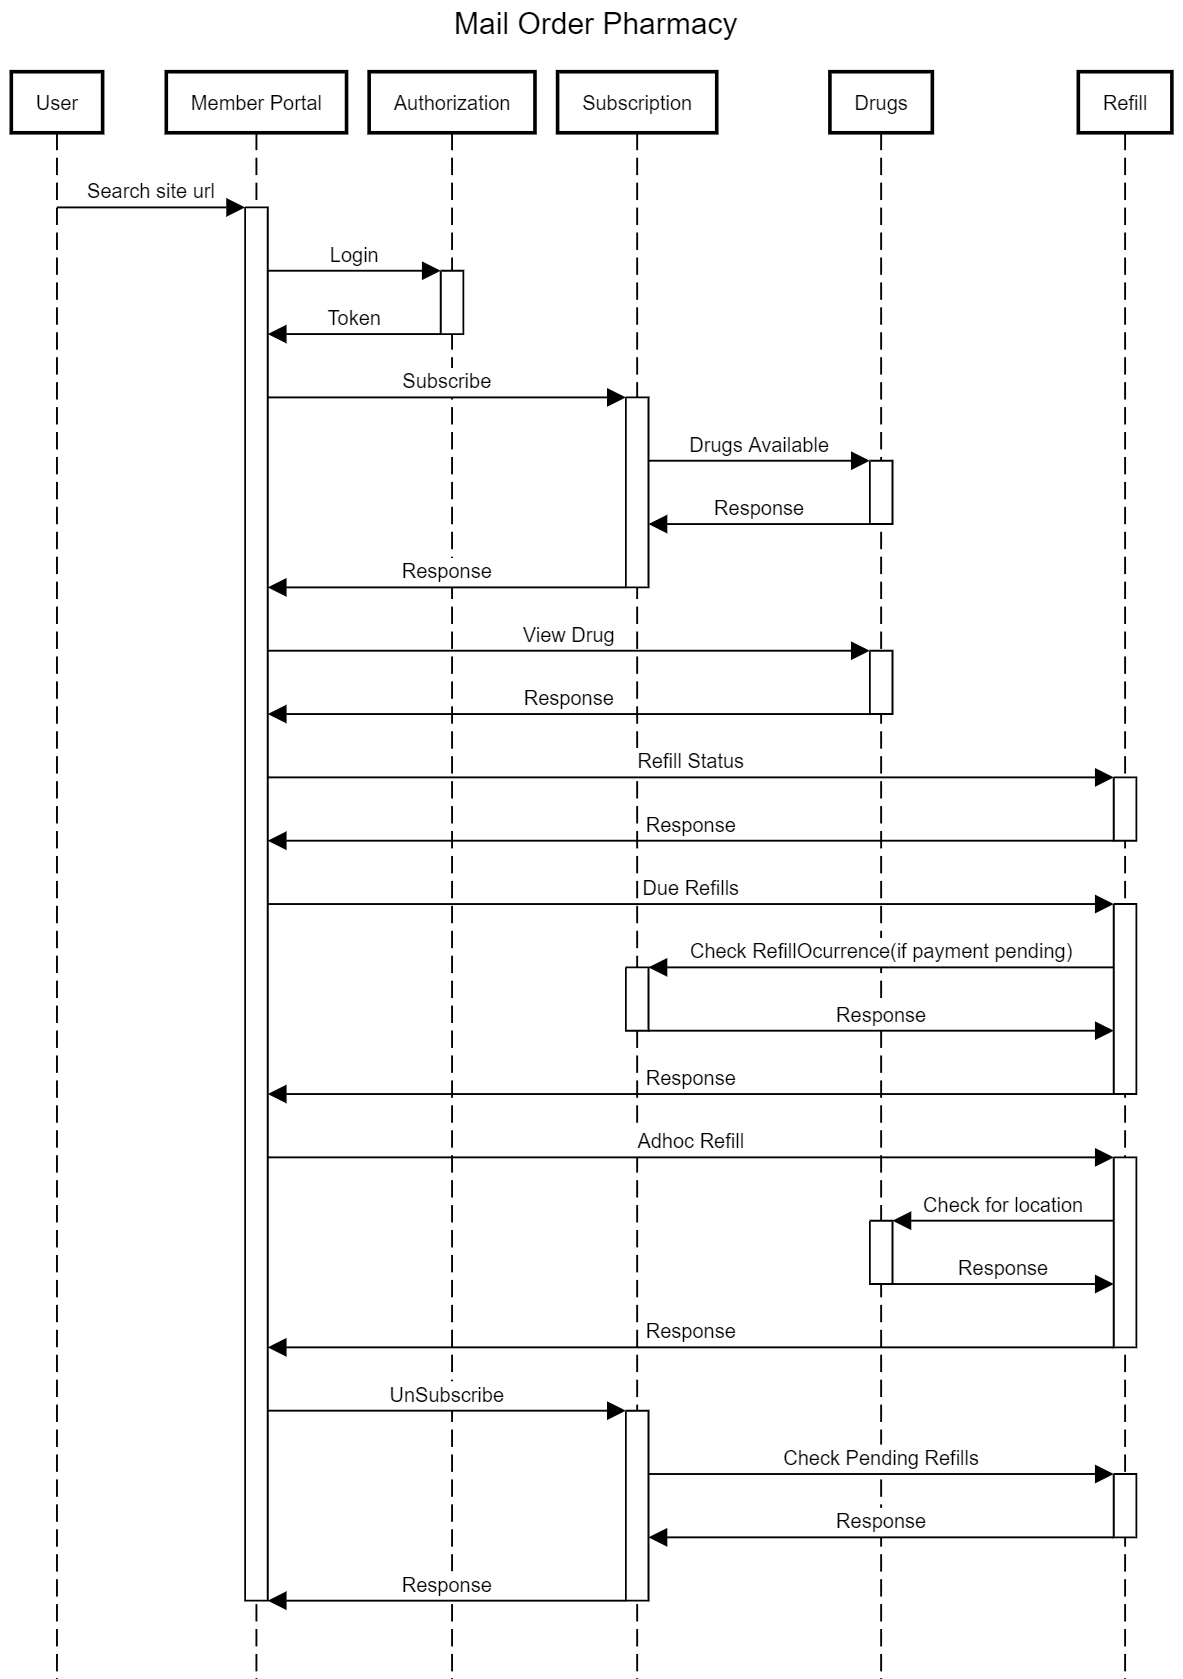 Mail Order Pharmacy
User
Member Portal
Authorization
Subscription
Drugs
Refill
Search site url
Login
Token
Subscribe
Drugs Available
Response
Response
View Drug
Response
Refill Status
Response
Due Refills
Check RefillOcurrence(if payment pending)
Response
Response
Adhoc Refill
Check for location
Response
Response
UnSubscribe
Check Pending Refills
Response
Response